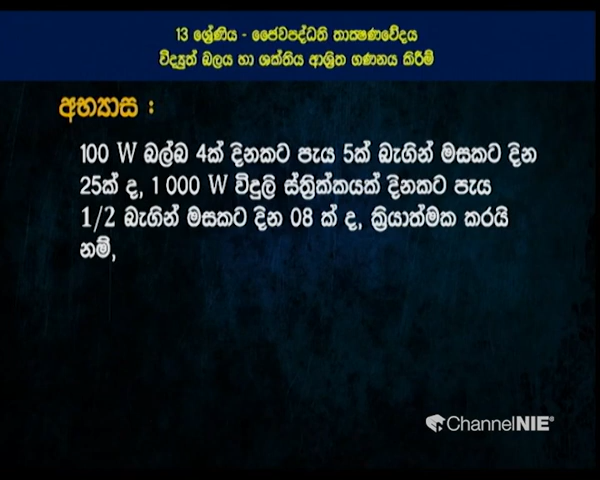 13 ශ්‍රේණිය - ජෛවපද්ධති තාක්ෂණවේදය
විද්‍යුත් බලය හා ශක්තිය ආශ්‍රිත ගණනය කිරීම්
අභ්‍යාස :
100 W බල්බ 4ක් දිනකට පැය 5ක් බැගින් මසකට දින
25ක් ද, 1 000 W විදුලි ස්ත්‍රික්කයක් දිනකට පැය
1/2 බැගින් මසකට දින 08 ක් ද, ක්‍රියාත්මක කරයි
නම්,
ChannelNIE®